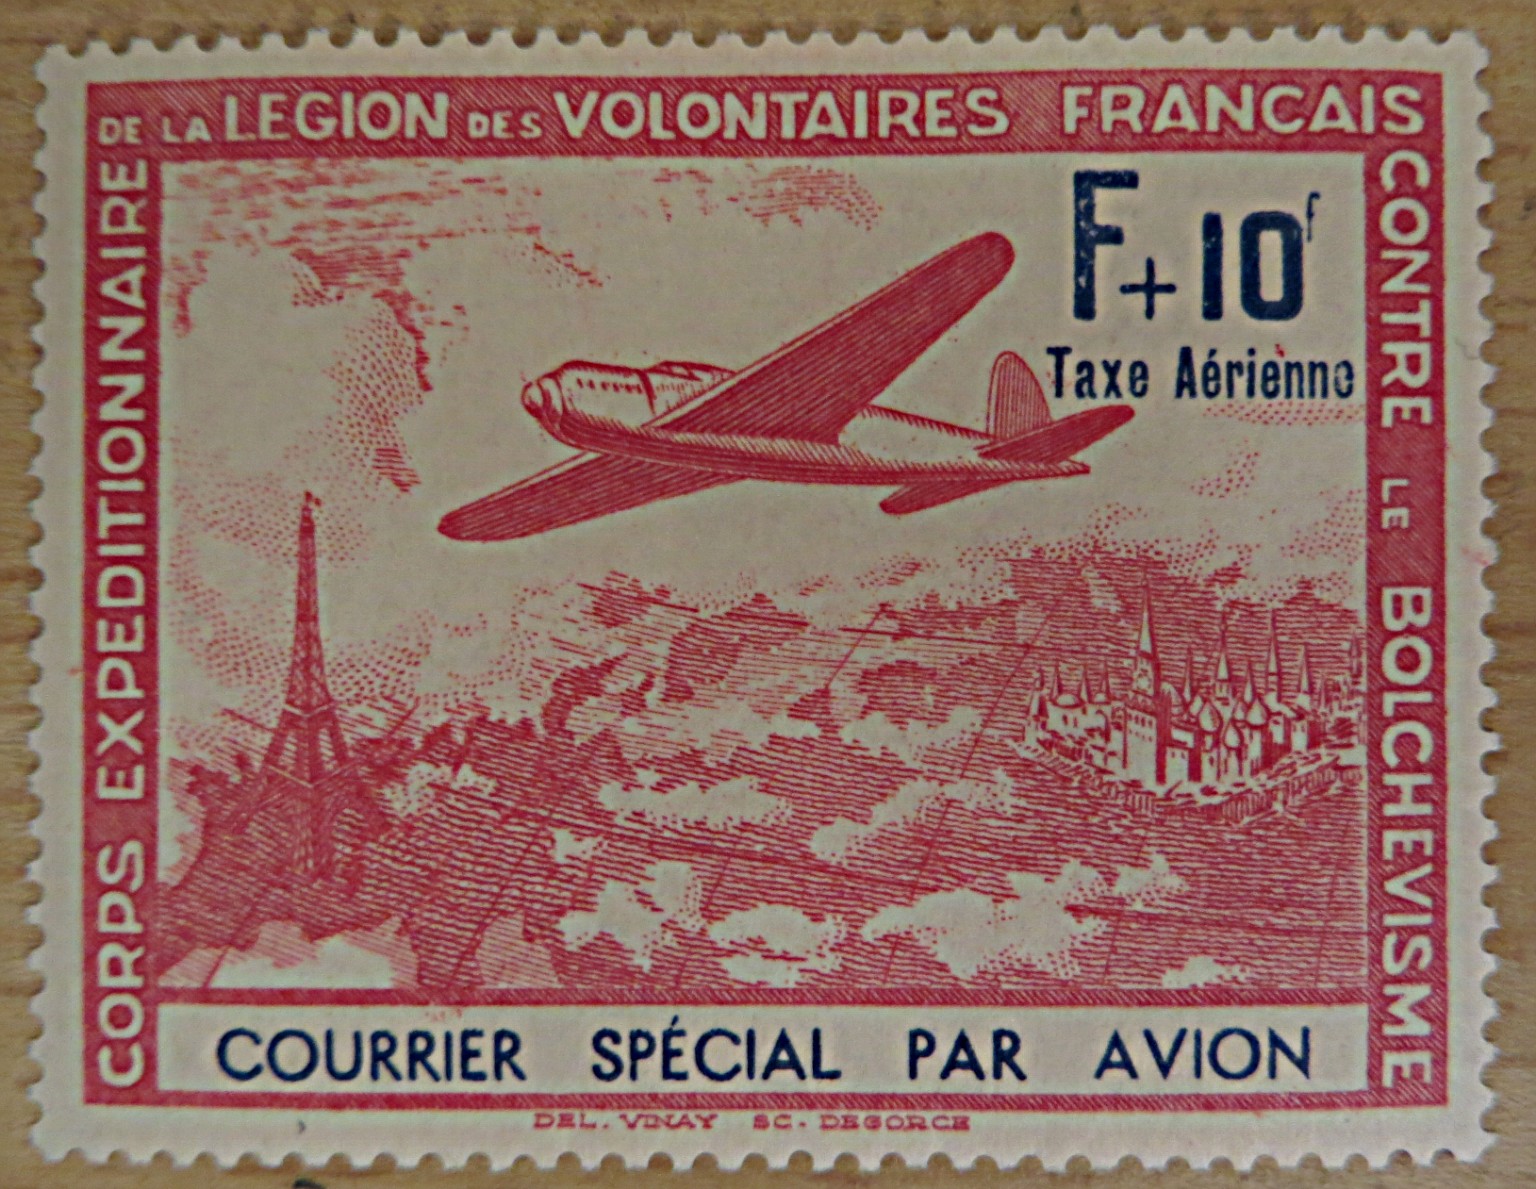 CORPS EXPEDITIONNAIRE
DE LA LEGION DES VOLONTAIRES FRANCAIS
CONTRE LE BOLCHEVISME
F+10f
Taxe Aérienne
COURRIER SPÉCIAL PAR AVION
DEL. VINAY SC. DEGORCE